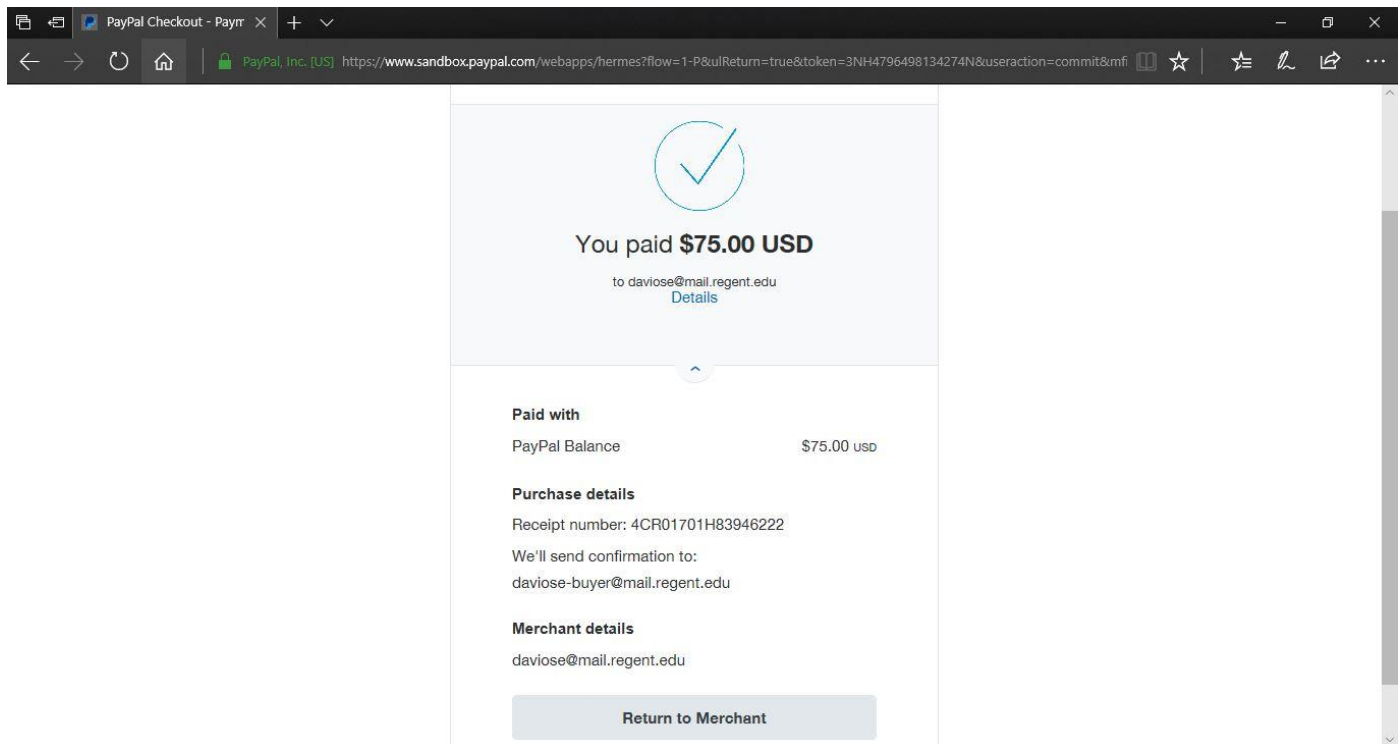 PayPal Checkout - Paym
PayPal, Inc. [US] https://www.sandbox.paypal.com/webapps/hermes?flow=1-P&ulReturn=true&token=3NH4796498134274N&useraction=commit&mfi
You paid $75.00 USD
to daviose@mail.regent.edu
Details
Paid with
PayPal Balance $75.00 USD
Purchase details
Receipt number: 4CR01701H83946222
We'll send confirmation to:
daviose-buyer@mail.regent.edu
Merchant details
daviose@mail.regent.edu
Return to Merchant